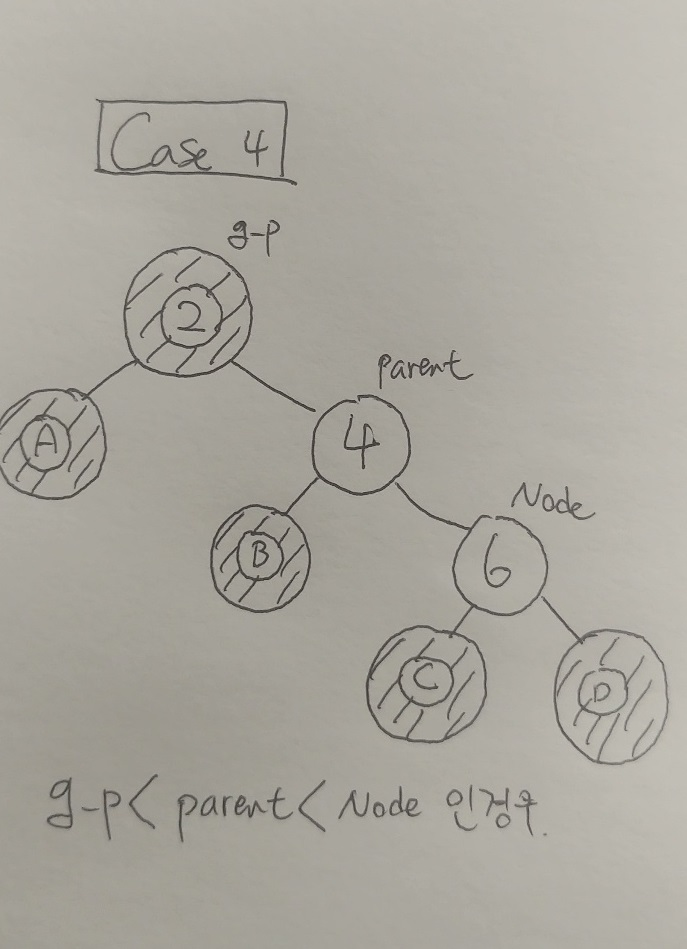 Case 4
g-p
2
parent
A
4
Node
B
6
C
D
g-p < parent < Node 인경우.